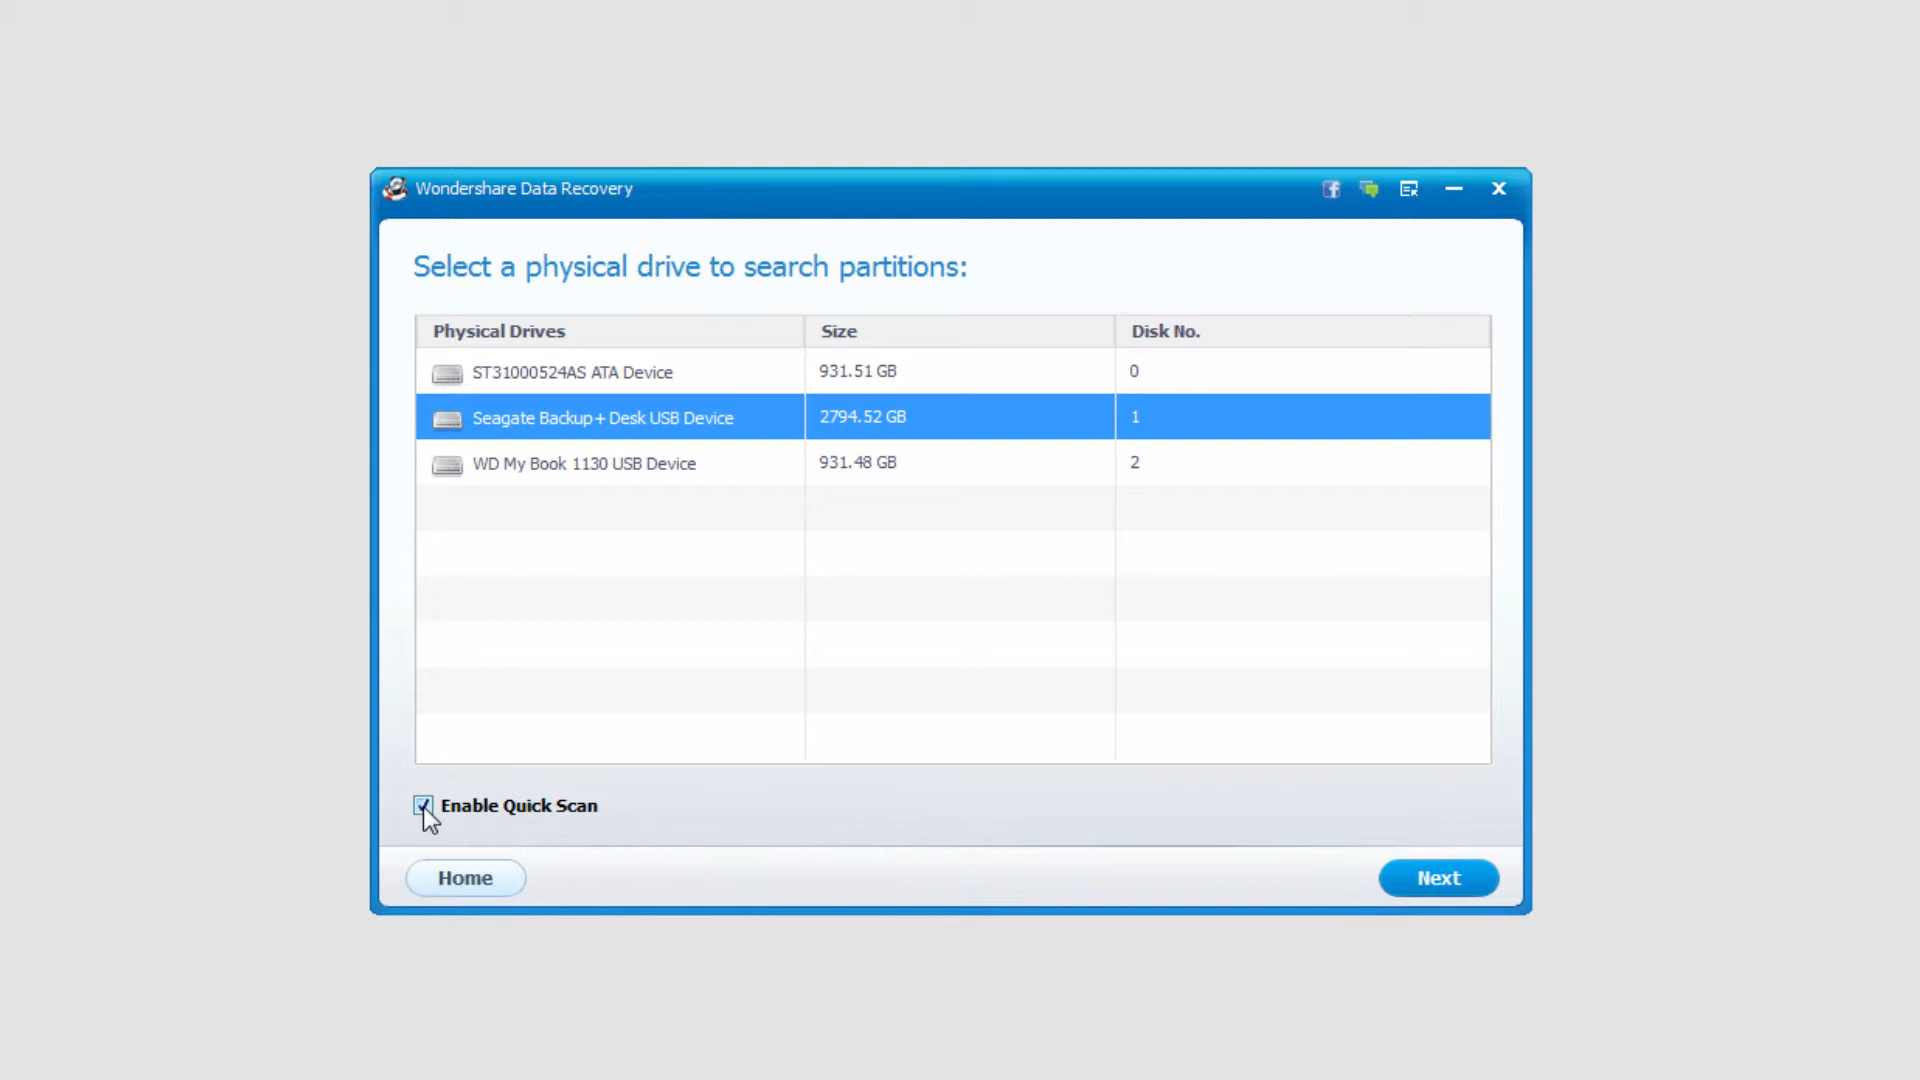 Wondershare Data Recovery
Select a physical drive to search partitions:
Physical Drives Size Disk No.
ST31000524AS ATA Device 931.51 GB 0
Seagate Backup+ Desk USB Device 2794.52 GB 1
WD My Book 1130 USB Device 931.48 GB 2
Enable Quick Scan
Home Next